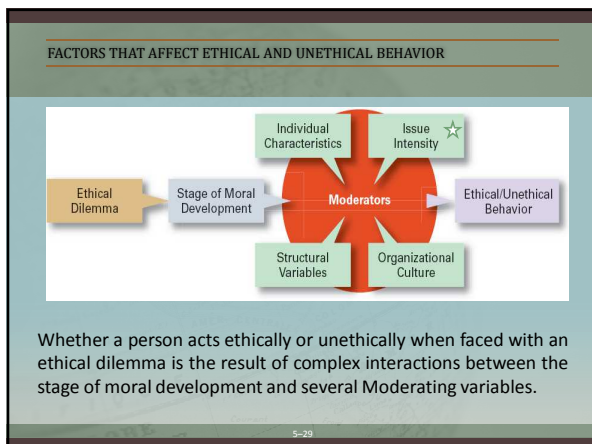 FACTORS THAT AFFECT ETHICAL AND UNETHICAL BEHAVIOR
Individual
Characteristics
Issue
Intensity
Ethical
Dilemma
Stage of Moral
Development
Moderators
Ethical/Unethical
Behavior
Structural
Variables
Organizational
Culture
Whether a person acts ethically or unethically when faced with an
ethical dilemma is the result of complex interactions between the
stage of moral development and several Moderating variables.
5–29